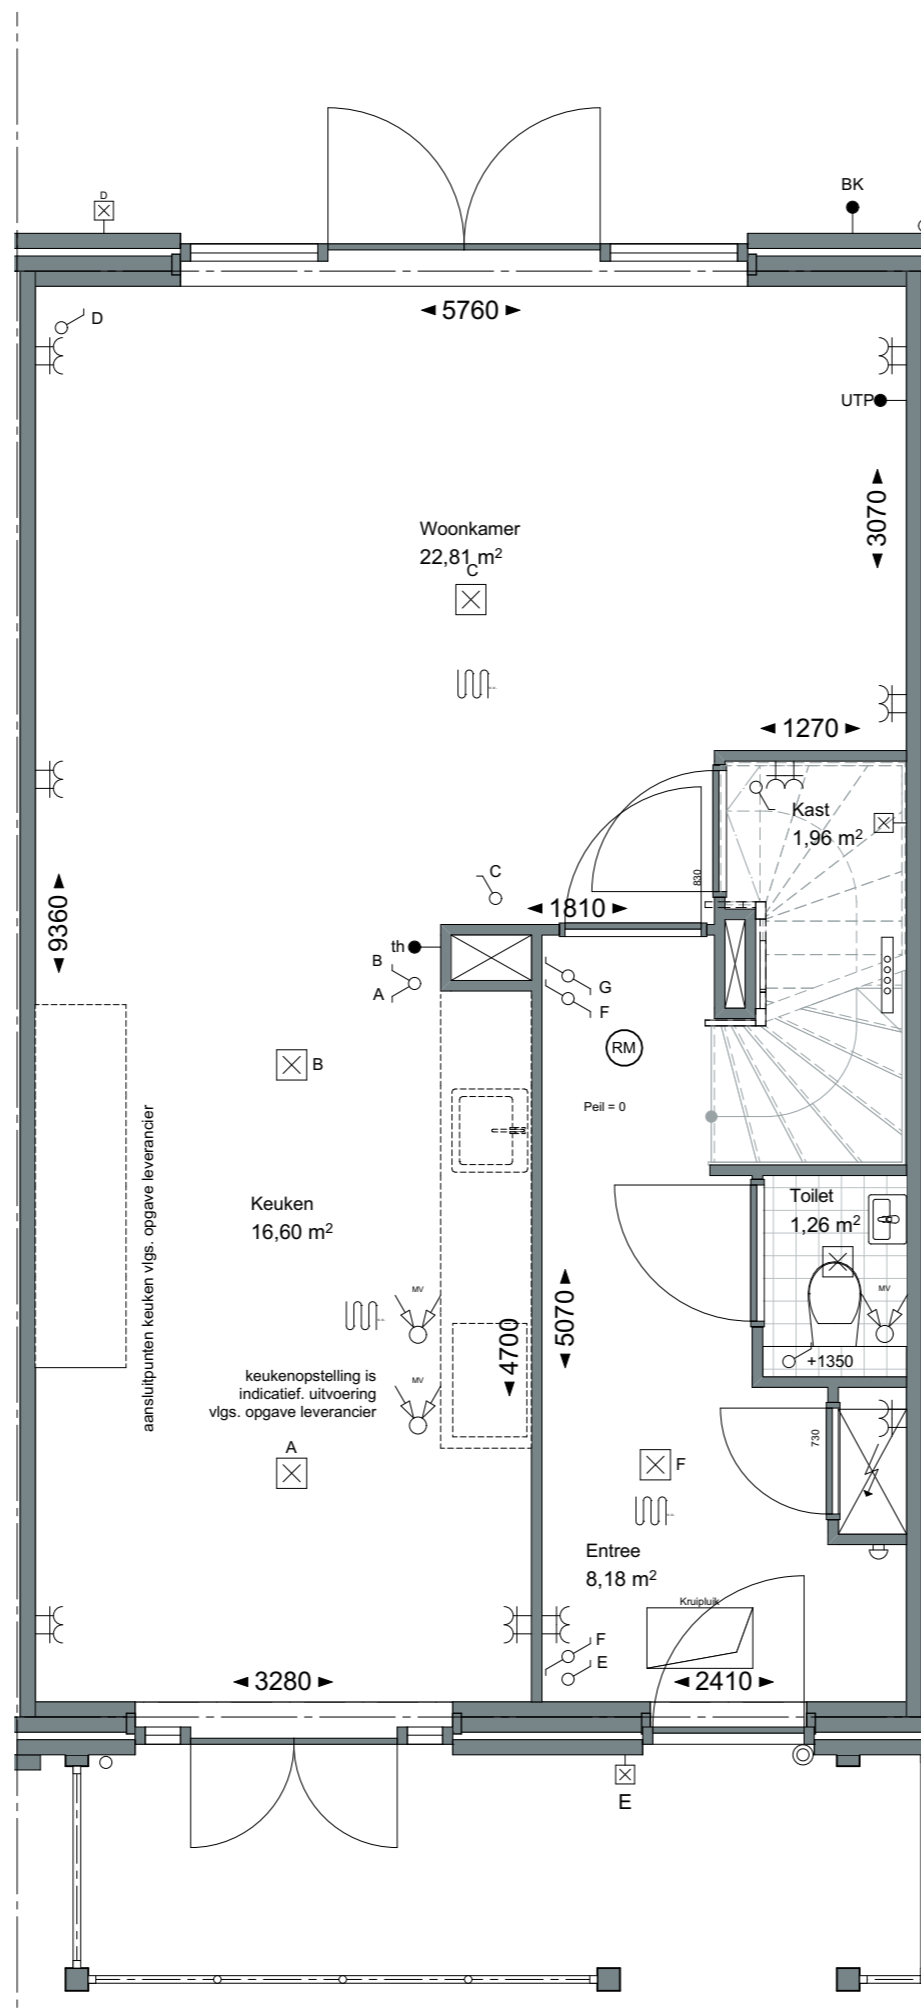 D
BK
5760
D
UTP
3070
Woonkamer
22,81 m²
C
1270
Kast
1,96 m²
830
C
1810
9360
th
B
A
G
F
RM
B
Peil = 0
aansluitpunten keuken vlgs. opgave leverancier
Keuken
16,60 m²
Toilet
1,26 m²
MV
MV
4700
5070
+1350
keukenopstelling is
indicatief. uitvoering
vlgs. opgave leverancier
MV
A
730
F
Entree
8,18 m²
Kruipluik
F
E
3280
2410
E